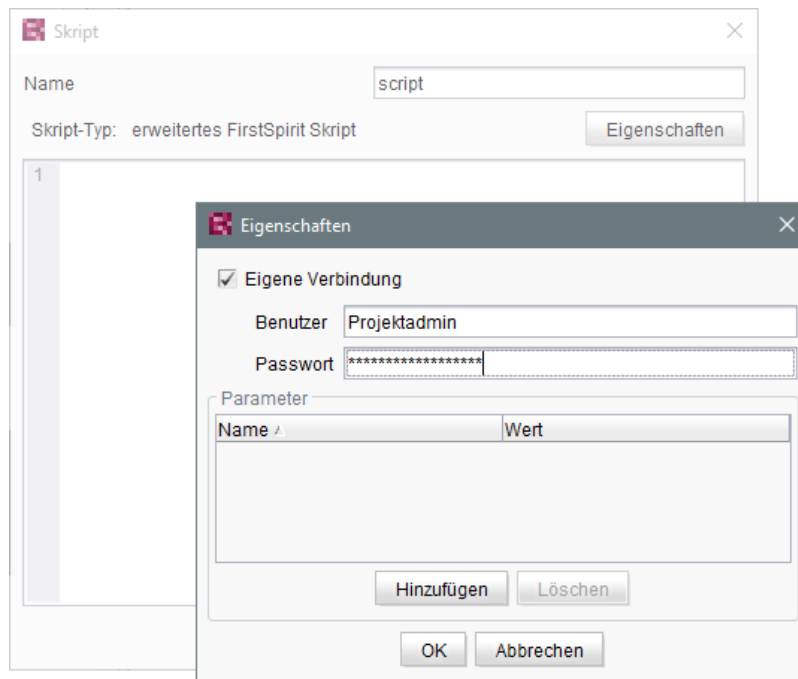 Skript
Name script
Skript-Typ: erweitertes FirstSpirit Skript Eigenschaften
1
Eigenschaften
Eigene Verbindung
Benutzer Projektadmin
Passwort ******************
Parameter
Name Wert
Hinzufügen Löschen
OK Abbrechen